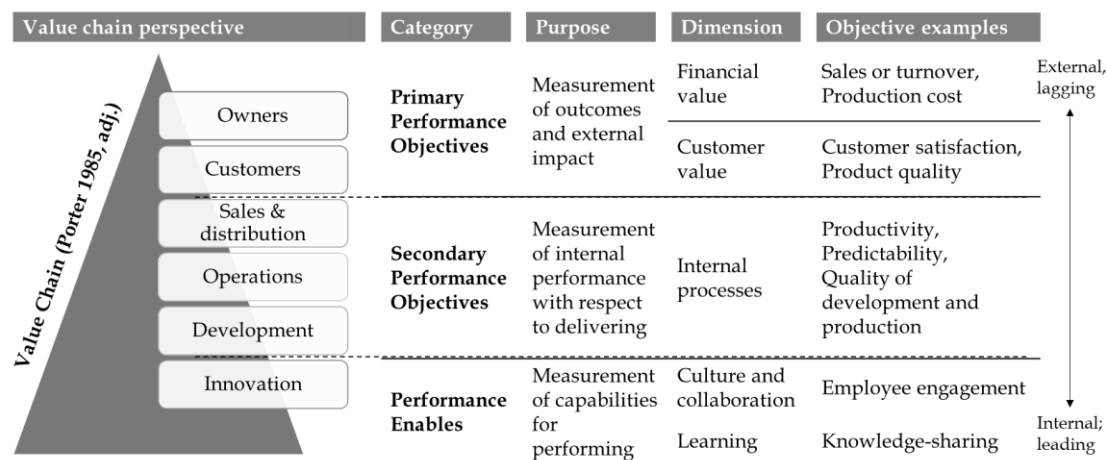 Value chain perspective
Category
Purpose
Dimension
Objective examples
Value Chain (Porter 1985, adj.)
Owners
Customers
Sales &
distribution
Operations
Development
Innovation
Primary
Performance
Objectives
Measurement
of outcomes
and external
impact
Financial
value
Sales or turnover,
Production cost
Customer
value
Customer satisfaction,
Product quality
Secondary
Performance
Objectives
Measurement
of internal
performance
with respect
to delivering
Internal
processes
Productivity,
Predictability,
Quality of
development and
production
Performance
Enables
Measurement
of capabilities
for
performing
Culture and
collaboration
Employee engagement
Learning
Knowledge-sharing
External,
lagging
Internal;
leading